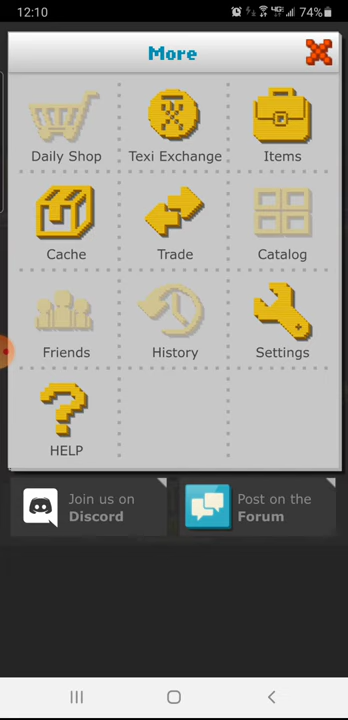 12:10
4G
74%
More
Daily Shop
Texi Exchange
Items
Cache
Trade
Catalog
Friends
History
Settings
HELP
Join us on
Discord
Post on the
Forum